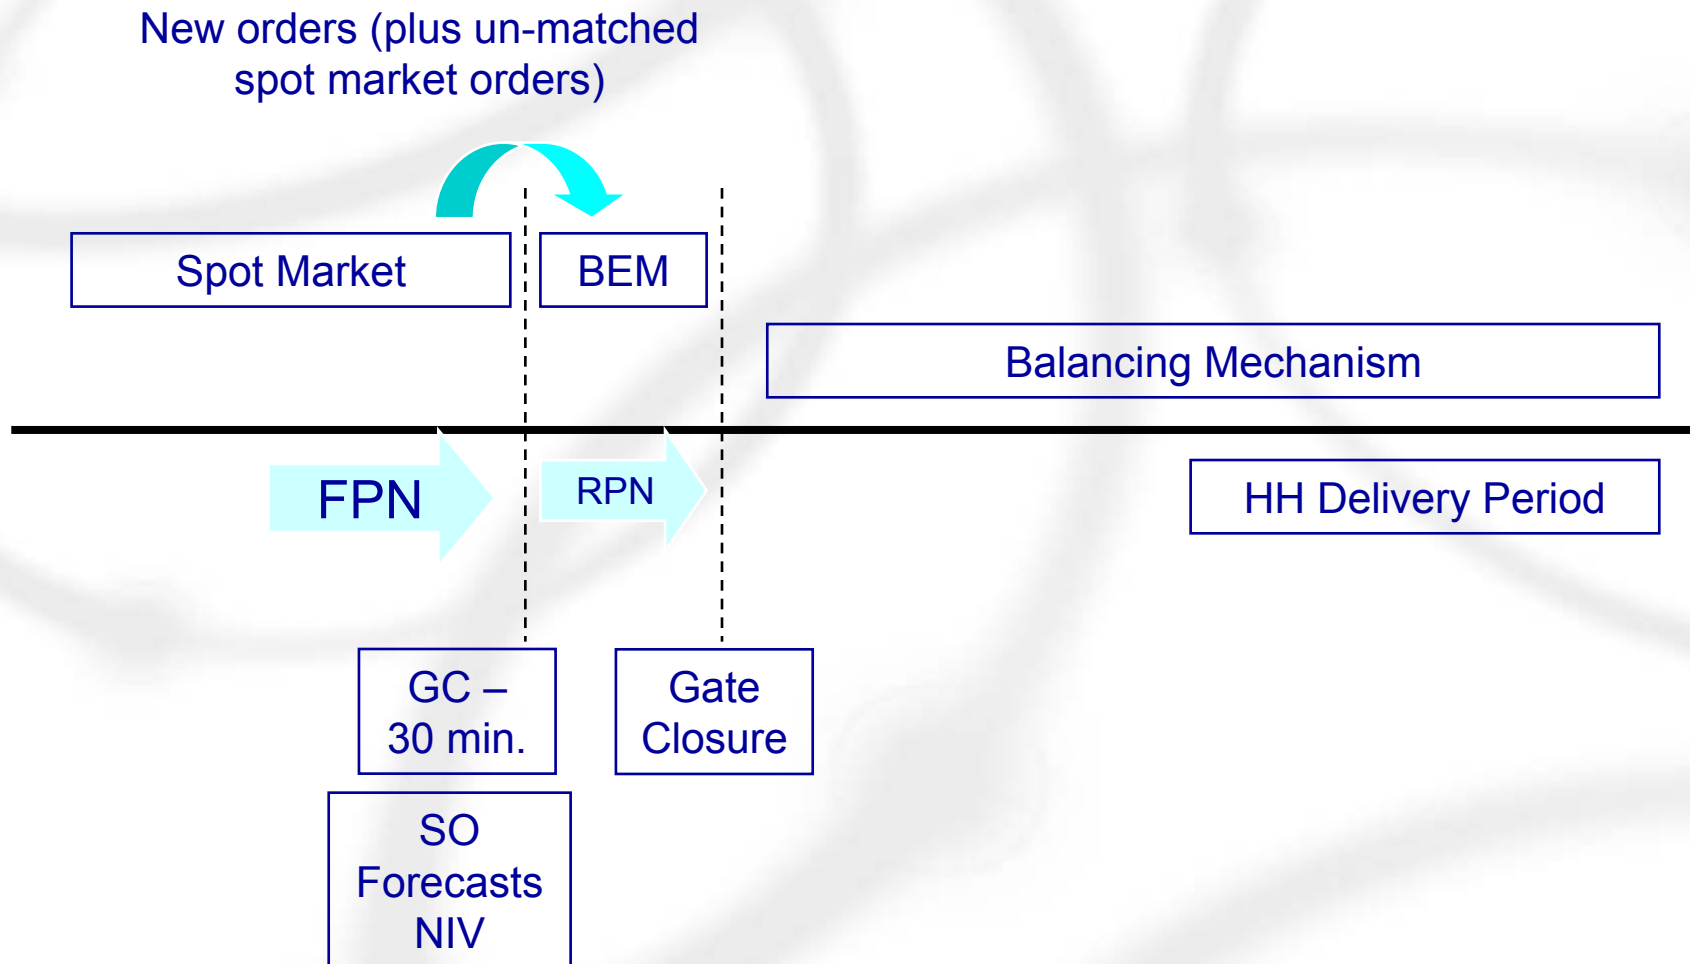 New orders (plus un-matched
spot market orders)
Spot Market
BEM
Balancing Mechanism
FPN
RPN
HH Delivery Period
GC –
30 min.
Gate
Closure
SO
Forecasts
NIV